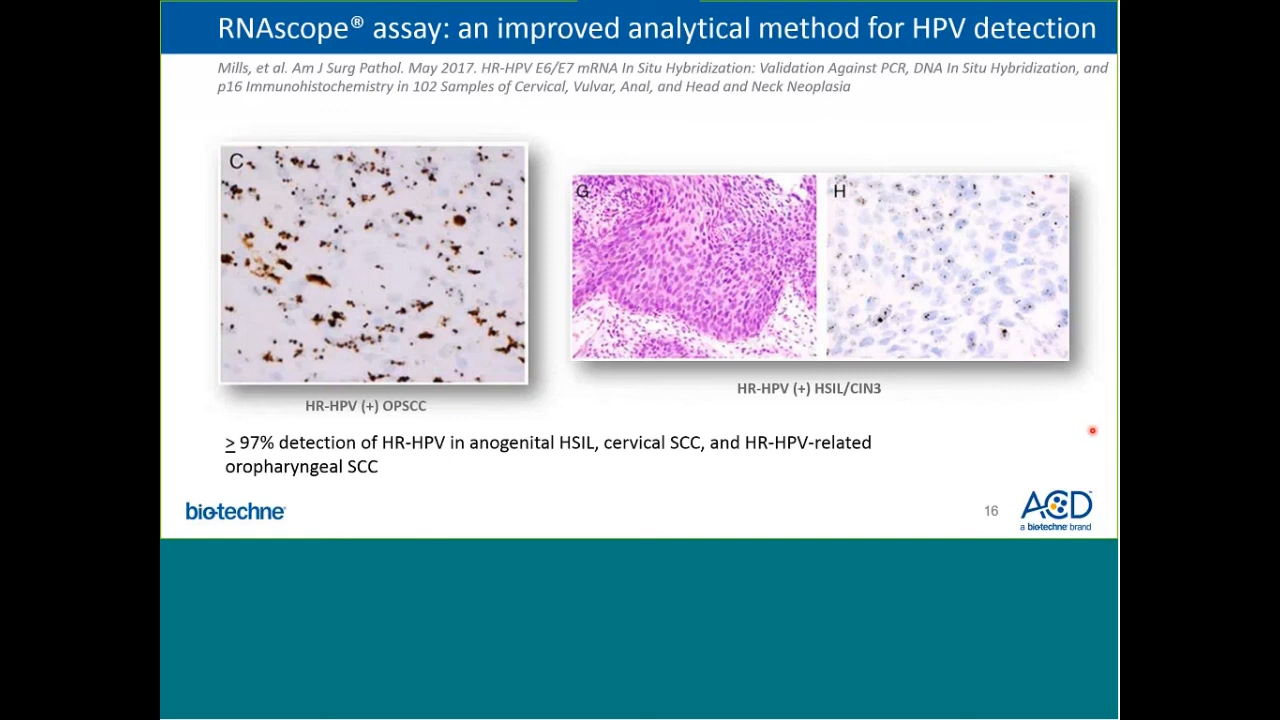 RNAscope® assay: an improved analytical method for HPV detection
Mills, et al. Am J Surg Pathol. May 2017. HR-HPV E6/E7 mRNA In Situ Hybridization: Validation Against PCR, DNA In Situ Hybridization, and
p16 Immunohistochemistry in 102 Samples of Cervical, Vulvar, Anal, and Head and Neck Neoplasia
C
G
H
HR-HPV (+) OPSCC
HR-HPV (+) HSIL/CIN3
≥ 97% detection of HR-HPV in anogenital HSIL, cervical SCC, and HR-HPV-related
oropharyngeal SCC
bio-techne
16
ACD
a biotechne brand